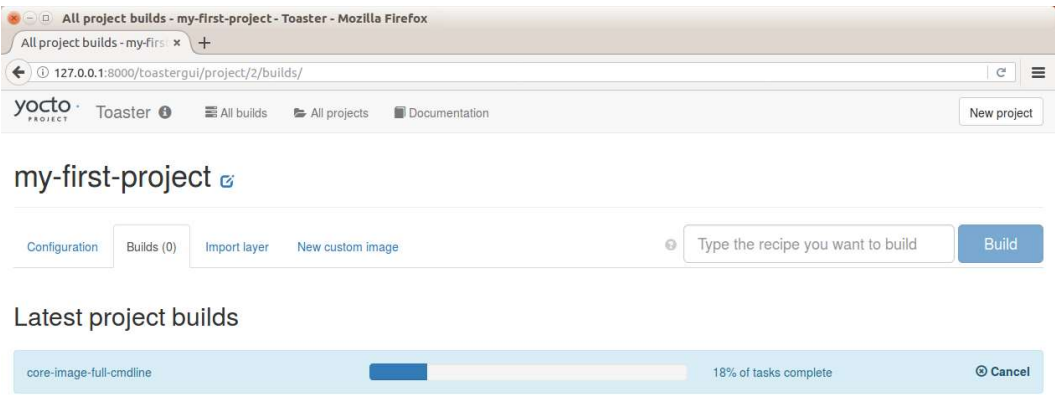 All project builds - my-first-project - Toaster - Mozilla Firefox
All project builds - my-firs
127.0.0.1:8000/toastergui/project/2/builds/
yocto PROJECT Toaster All builds All projects Documentation New project
my-first-project
Configuration Builds (0) Import layer New custom image Type the recipe you want to build Build
Latest project builds
core-image-full-cmdline 18% of tasks complete Cancel